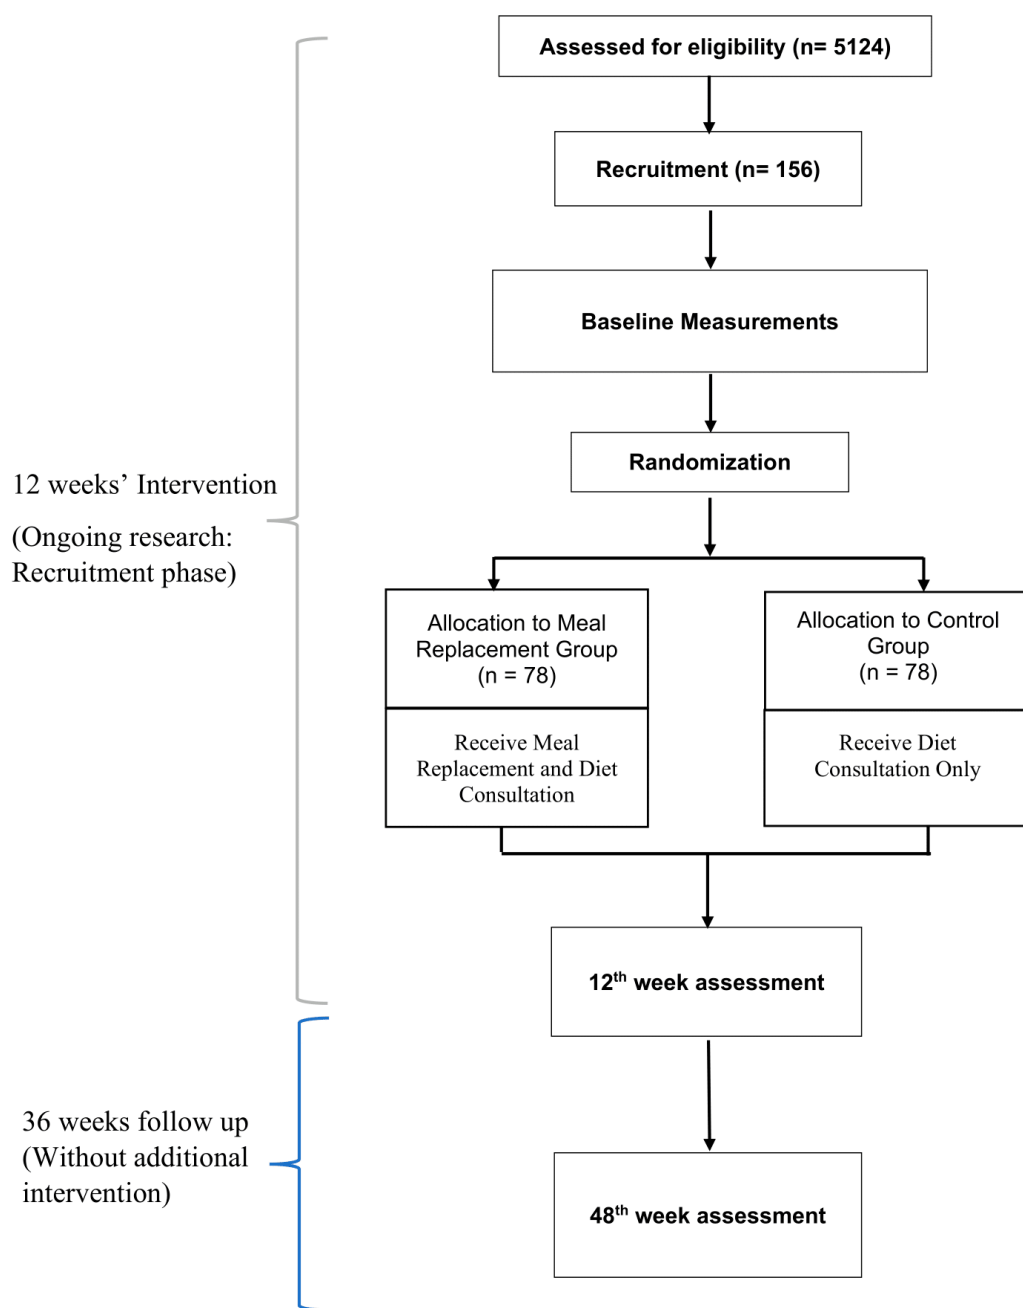 Assessed for eligibility (n= 5124)
Recruitment (n= 156)
Baseline Measurements
Randomization
12 weeks’ Intervention
(Ongoing research:
Recruitment phase)
Allocation to Meal
Replacement Group
(n = 78)
Receive Meal
Replacement and Diet
Consultation
Allocation to Control
Group
(n = 78)
Receive Diet
Consultation Only
12th week assessment
36 weeks follow up
(Without additional
intervention)
48th week assessment